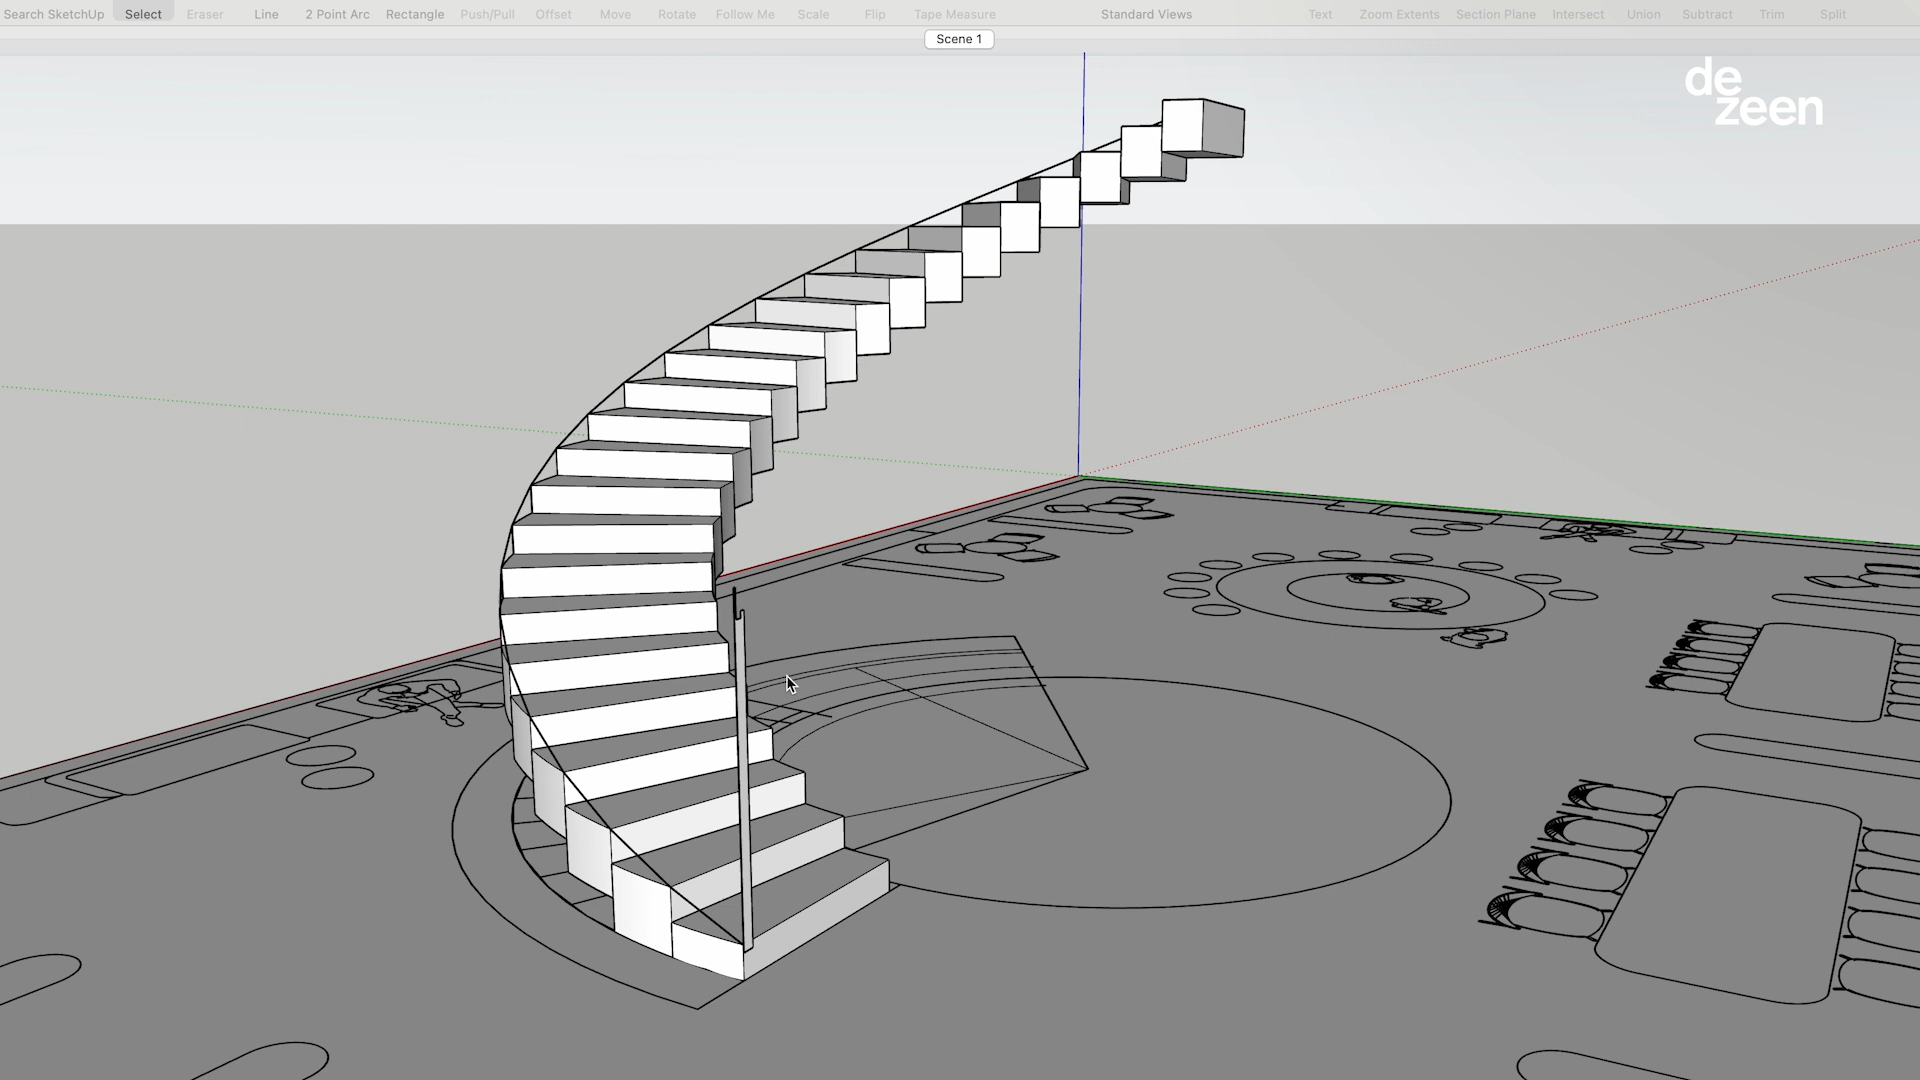 Search SketchUp Select Eraser Line 2 Point Arc Rectangle Push/Pull Offset Move Rotate Follow Me Scale Flip Tape Measure Standard Views Text Zoom Extents Section Plane Intersect Union Subtract Trim Split
Scene 1
de
zeen